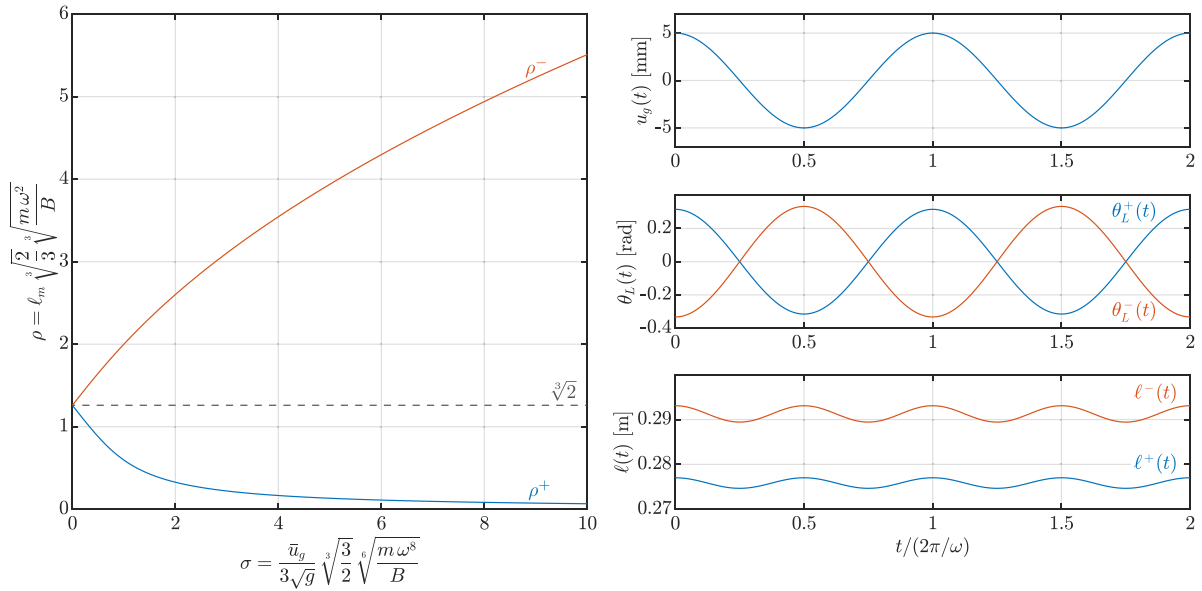 6
5
4
3
2
1
0
0 2 4 6 8 10
ρ⁻
∛2
ρ⁺
ρ = ℓₘ ∛(2/3) ∛(m ω²/B)
σ = ū_g/(3√g) ∛(3/2) ⁶√(m ω⁸/B)
u_g(t) [mm]
5
0
-5
0 0.5 1 1.5 2
θ_L(t) [rad]
0.2
0
-0.2
-0.4
θ_L⁺(t)
θ_L⁻(t)
0 0.5 1 1.5 2
ℓ(t) [m]
0.29
0.28
0.27
ℓ⁻(t)
ℓ⁺(t)
0 0.5 1 1.5 2
t/(2π/ω)